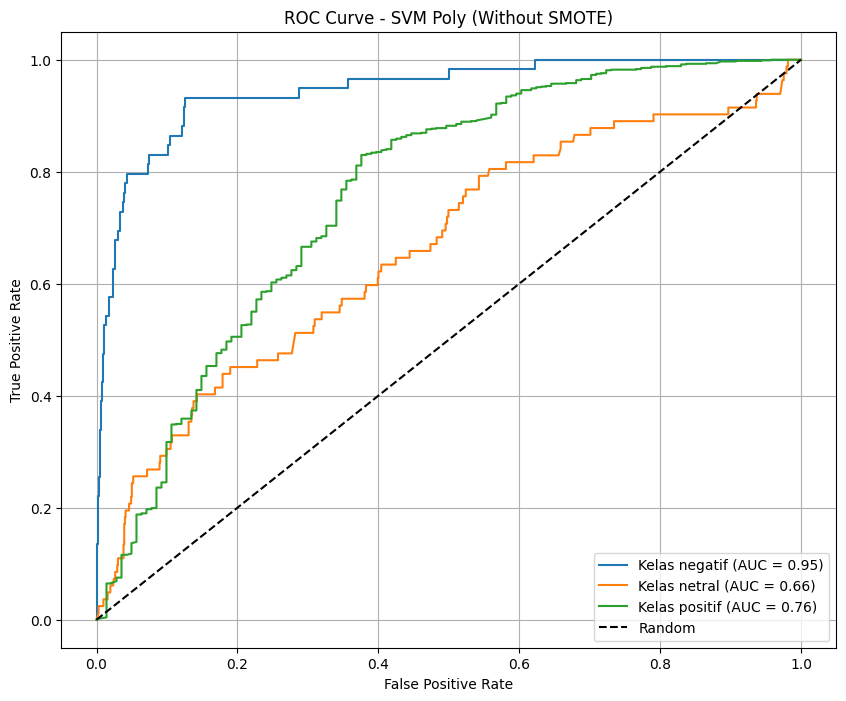 ROC Curve - SVM Poly (Without SMOTE)
1.0
0.8
0.6
0.4
0.2
0.0
True Positive Rate
0.0 0.2 0.4 0.6 0.8 1.0
False Positive Rate
Kelas negatif (AUC = 0.95)
Kelas netral (AUC = 0.66)
Kelas positif (AUC = 0.76)
Random